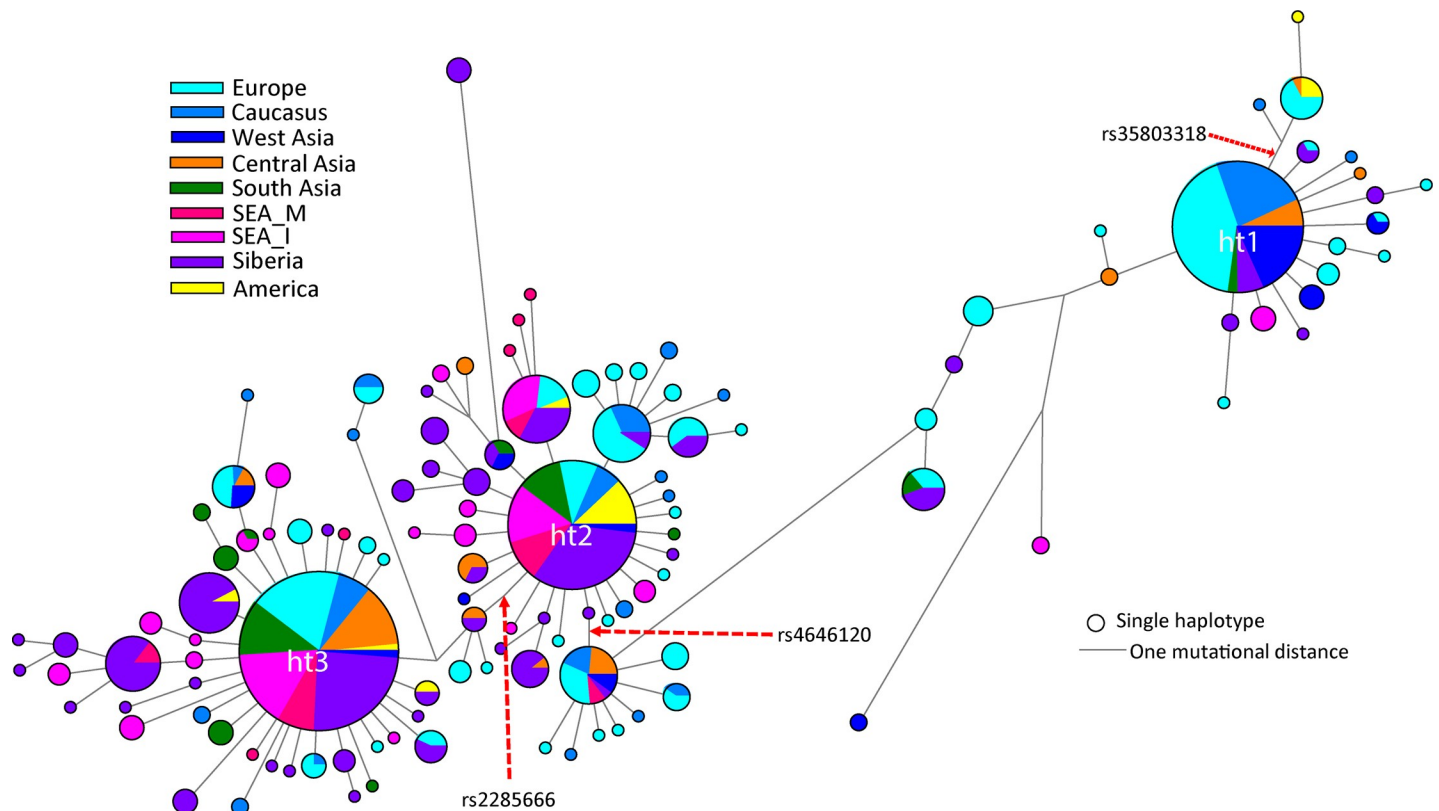 Europe
Caucasus
West Asia
Central Asia
South Asia
SEA_M
SEA_I
Siberia
America
rs35803318
ht1
ht2
ht3
Single haplotype
One mutational distance
rs4646120
rs2285666